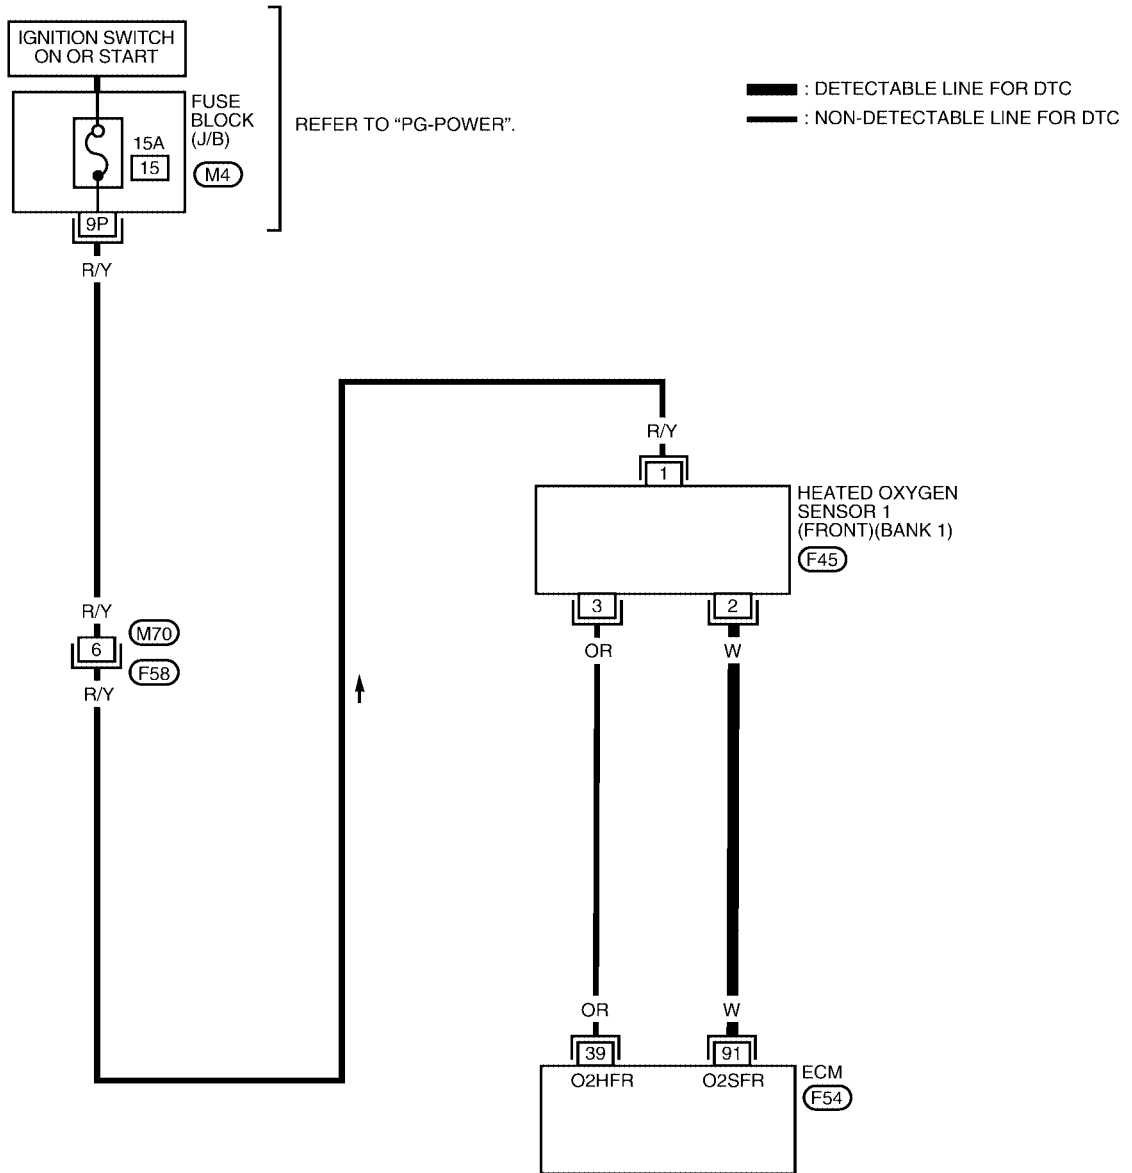 IGNITION SWITCH
ON OR START
FUSE
BLOCK
(J/B)
15A
15
M4
9P
REFER TO “PG-POWER”.
: DETECTABLE LINE FOR DTC
: NON-DETECTABLE LINE FOR DTC
R/Y
R/Y
1
HEATED OXYGEN
SENSOR 1
(FRONT)(BANK 1)
F45
3
2
R/Y
M70
6
F58
R/Y
OR
W
OR
W
39
91
O2HFR
O2SFR
ECM
F54